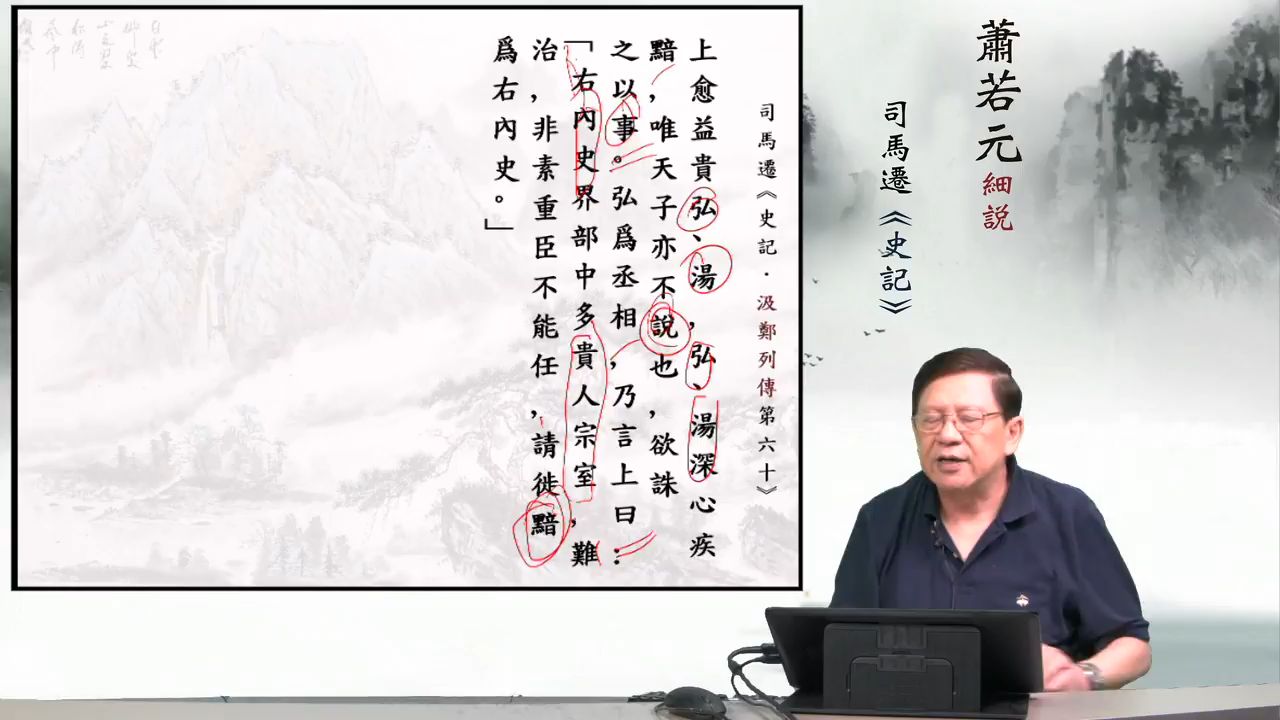 蕭若元細說
司馬遷《史記》
司馬遷《史記·汲鄭列傳第六十》
上愈益貴弘、湯，弘、湯深心疾
黯，唯天子亦不說也，欲誅
之以事。弘爲丞相，乃言上曰：
「右內史界部中多貴人宗室，難
治，非素重臣不能任，請徙黯
爲右內史。」